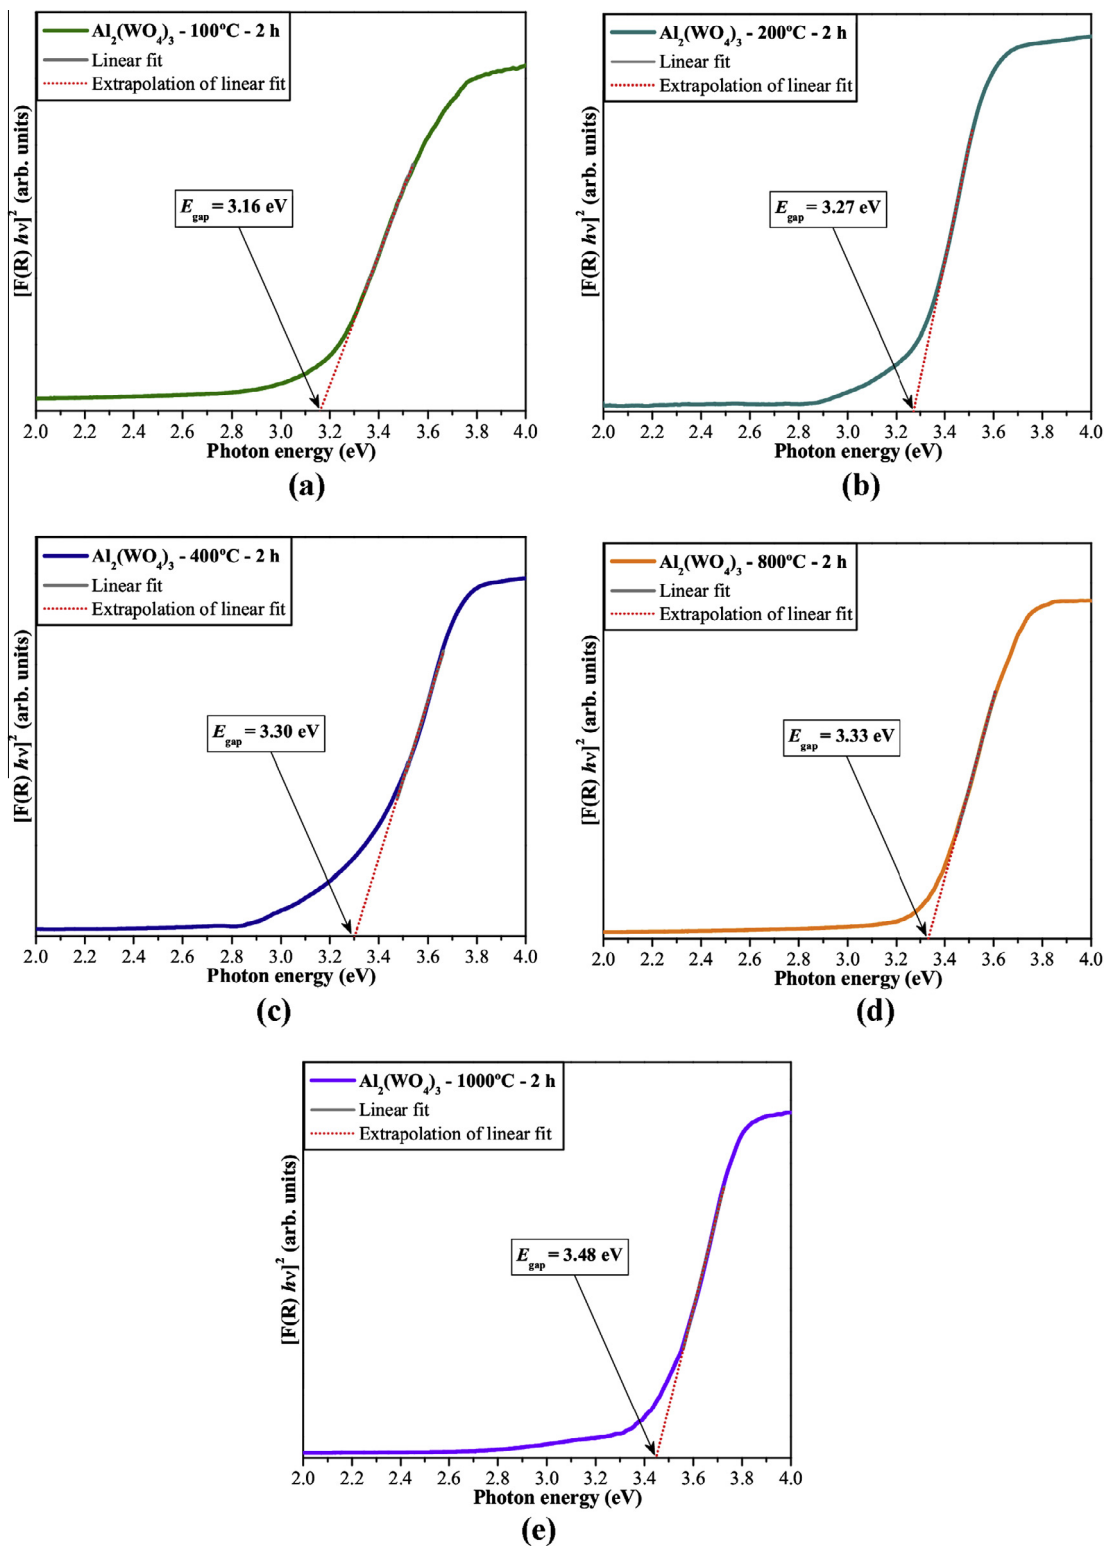 Al₂(WO₄)₃ - 100ºC - 2 h
Linear fit
Extrapolation of linear fit
E_gap = 3.16 eV
[F(R) hν]² (arb. units)
2.0 2.2 2.4 2.6 2.8 3.0 3.2 3.4 3.6 3.8 4.0
Photon energy (eV)
(a)
Al₂(WO₄)₃ - 200ºC - 2 h
Linear fit
Extrapolation of linear fit
E_gap = 3.27 eV
[F(R) hν]² (arb. units)
2.0 2.2 2.4 2.6 2.8 3.0 3.2 3.4 3.6 3.8 4.0
Photon energy (eV)
(b)
Al₂(WO₄)₃ - 400ºC - 2 h
Linear fit
Extrapolation of linear fit
E_gap = 3.30 eV
[F(R) hν]² (arb. units)
2.0 2.2 2.4 2.6 2.8 3.0 3.2 3.4 3.6 3.8 4.0
Photon energy (eV)
(c)
Al₂(WO₄)₃ - 800ºC - 2 h
Linear fit
Extrapolation of linear fit
E_gap = 3.33 eV
[F(R) hν]² (arb. units)
2.0 2.2 2.4 2.6 2.8 3.0 3.2 3.4 3.6 3.8 4.0
Photon energy (eV)
(d)
Al₂(WO₄)₃ - 1000ºC - 2 h
Linear fit
Extrapolation of linear fit
E_gap = 3.48 eV
[F(R) hν]² (arb. units)
2.0 2.2 2.4 2.6 2.8 3.0 3.2 3.4 3.6 3.8 4.0
Photon energy (eV)
(e)